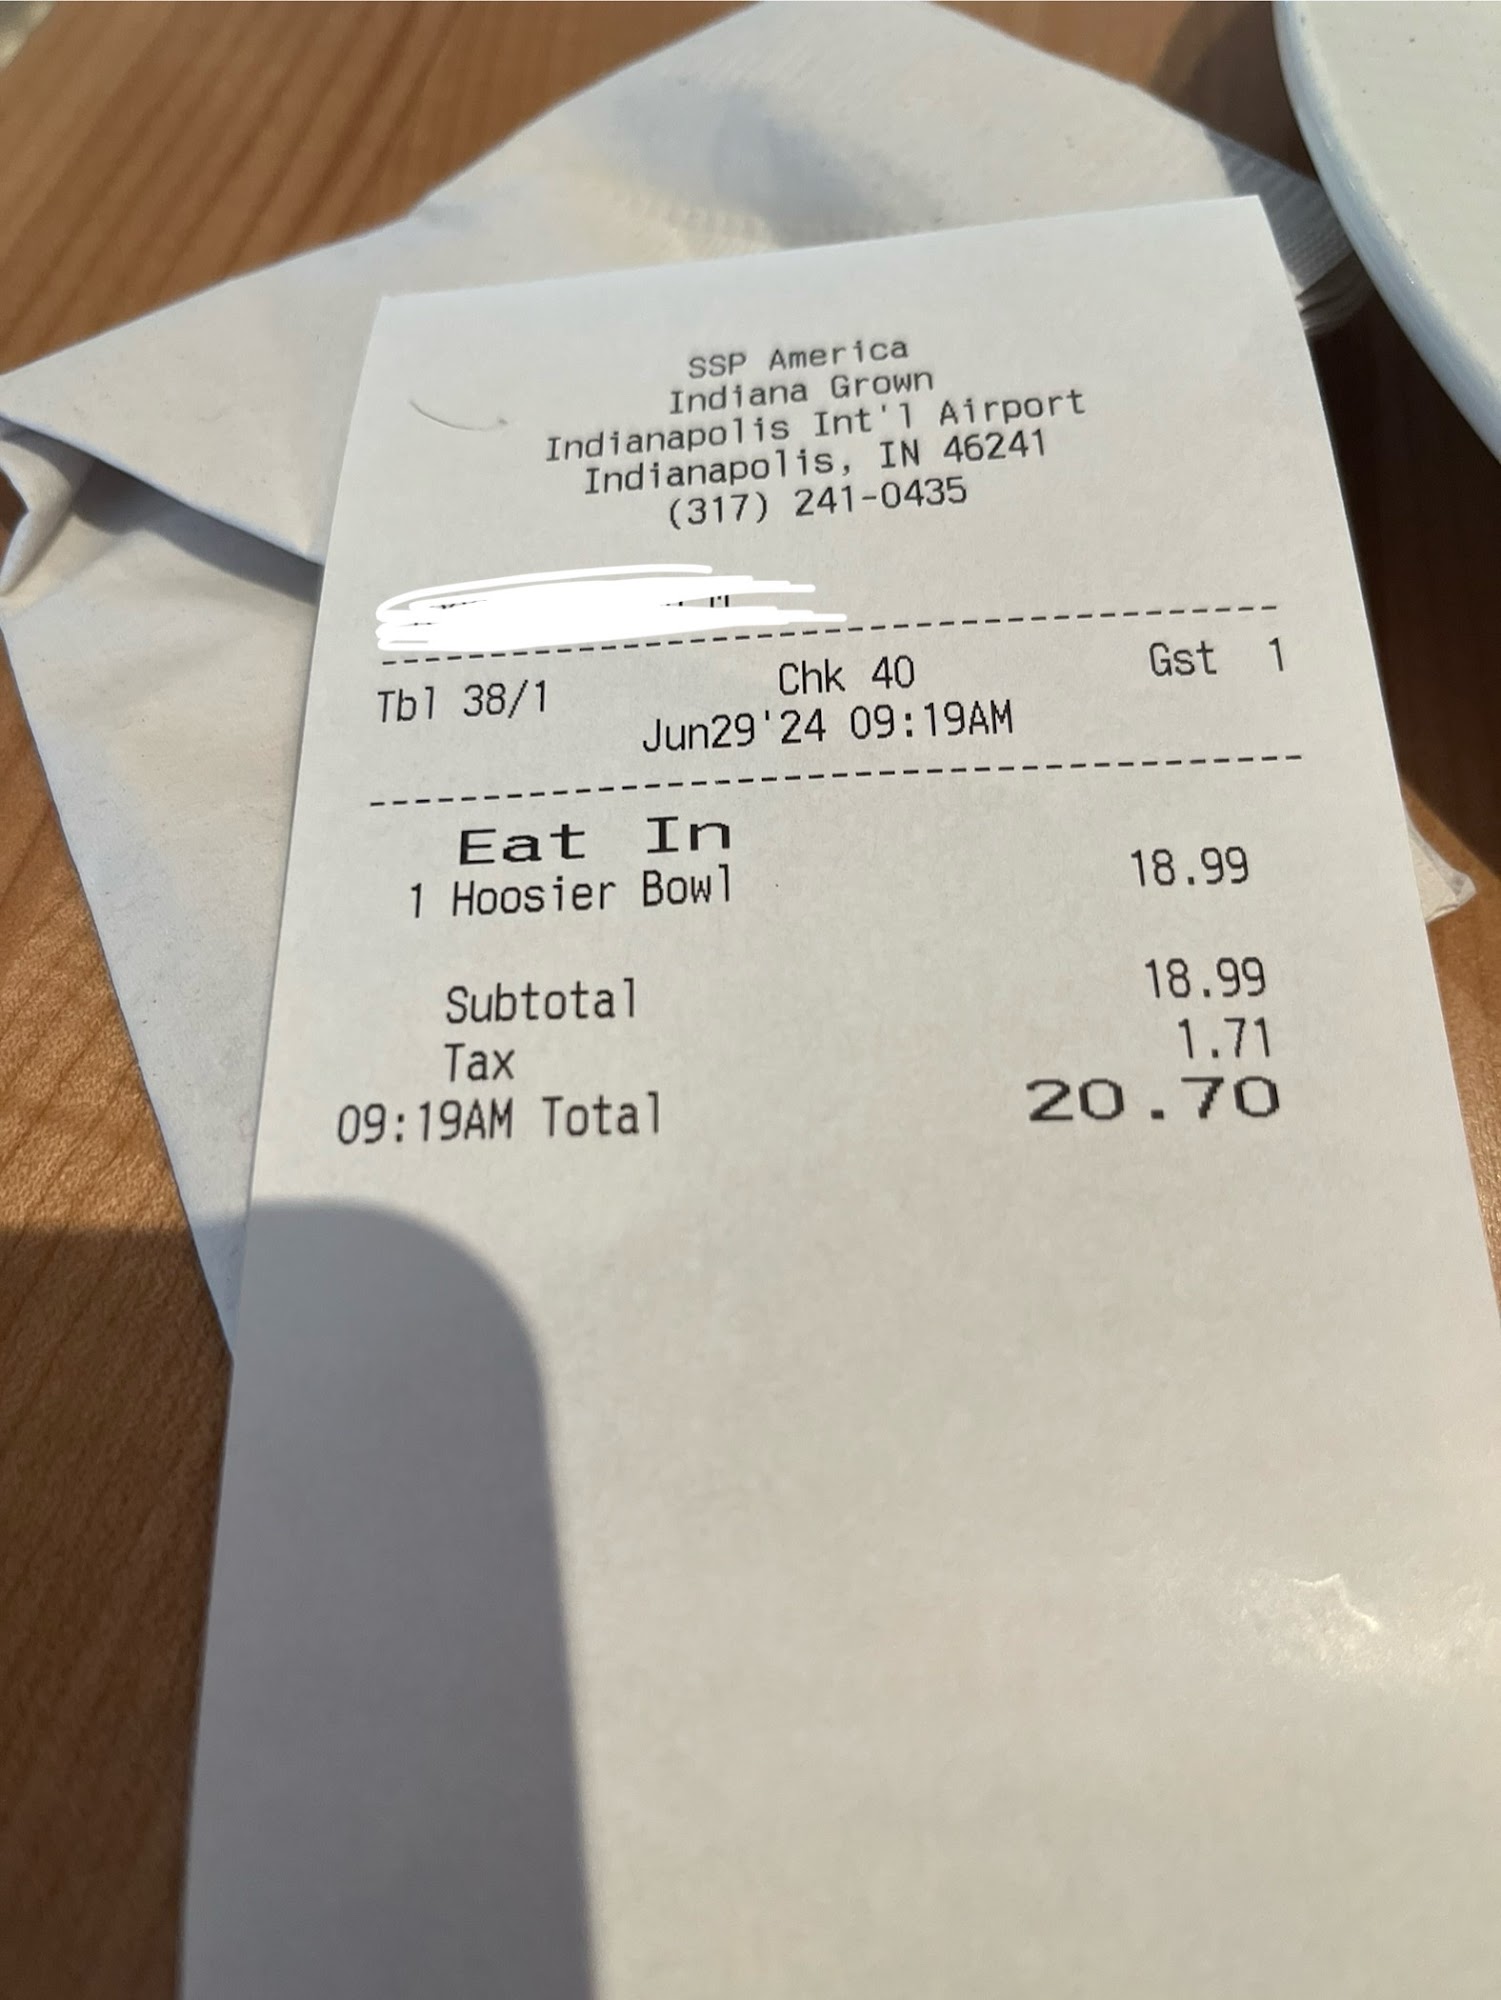 SSP America
Indiana Grown
Indianapolis Int'l Airport
Indianapolis, IN 46241
(317) 241-0435
Tbl 38/1 Chk 40 Gst 1
Jun29'24 09:19AM
Eat In
1 Hoosier Bowl 18.99
Subtotal 18.99
Tax 1.71
09:19AM Total 20.70